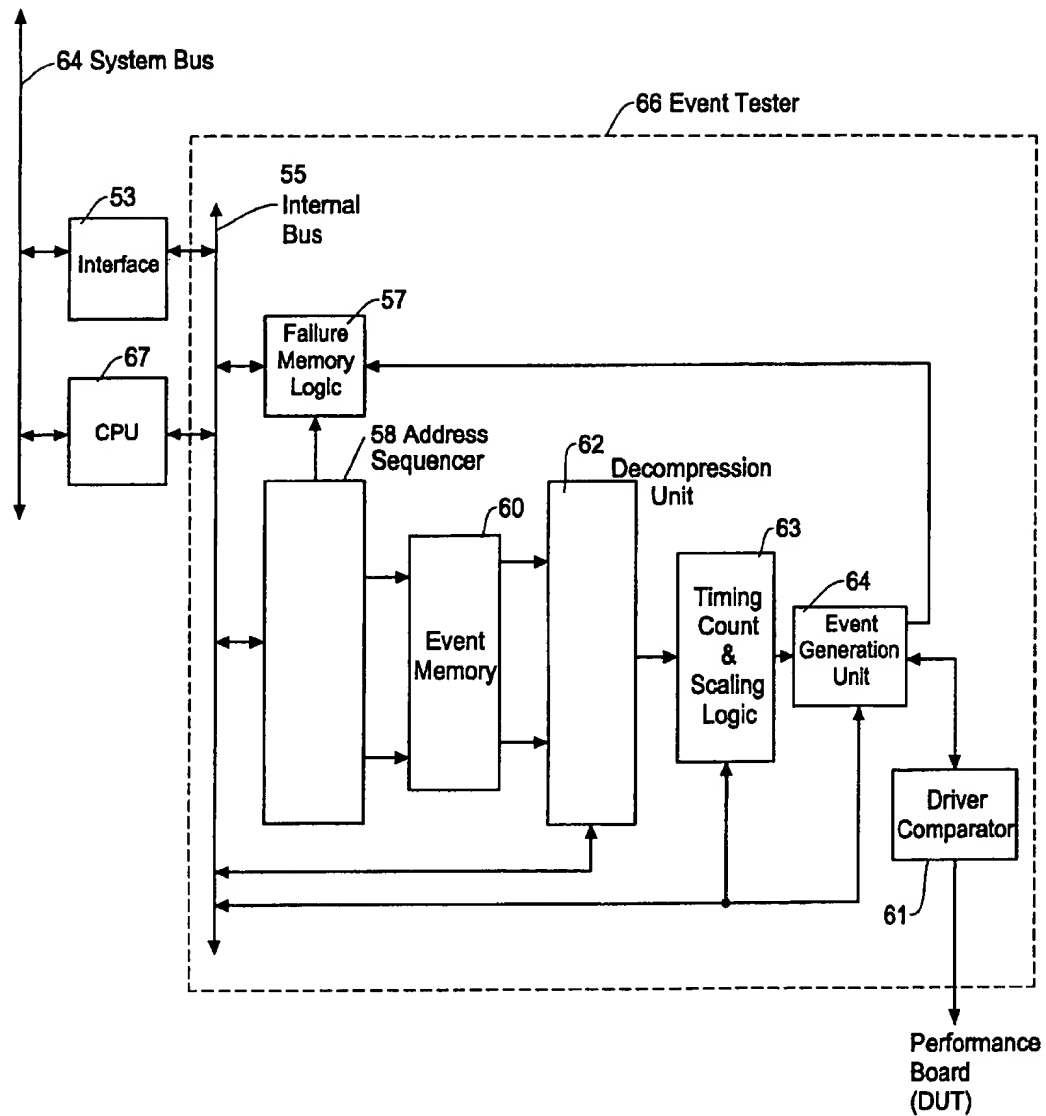 64 System Bus
66 Event Tester
55
Internal
Bus
53
Interface
57
Failure
Memory
Logic
67
CPU
58 Address
Sequencer
62
Decompression
Unit
60
Event
Memory
63
Timing
Count
&
Scaling
Logic
64
Event
Generation
Unit
Driver
Comparator
61
Performance
Board
(DUT)